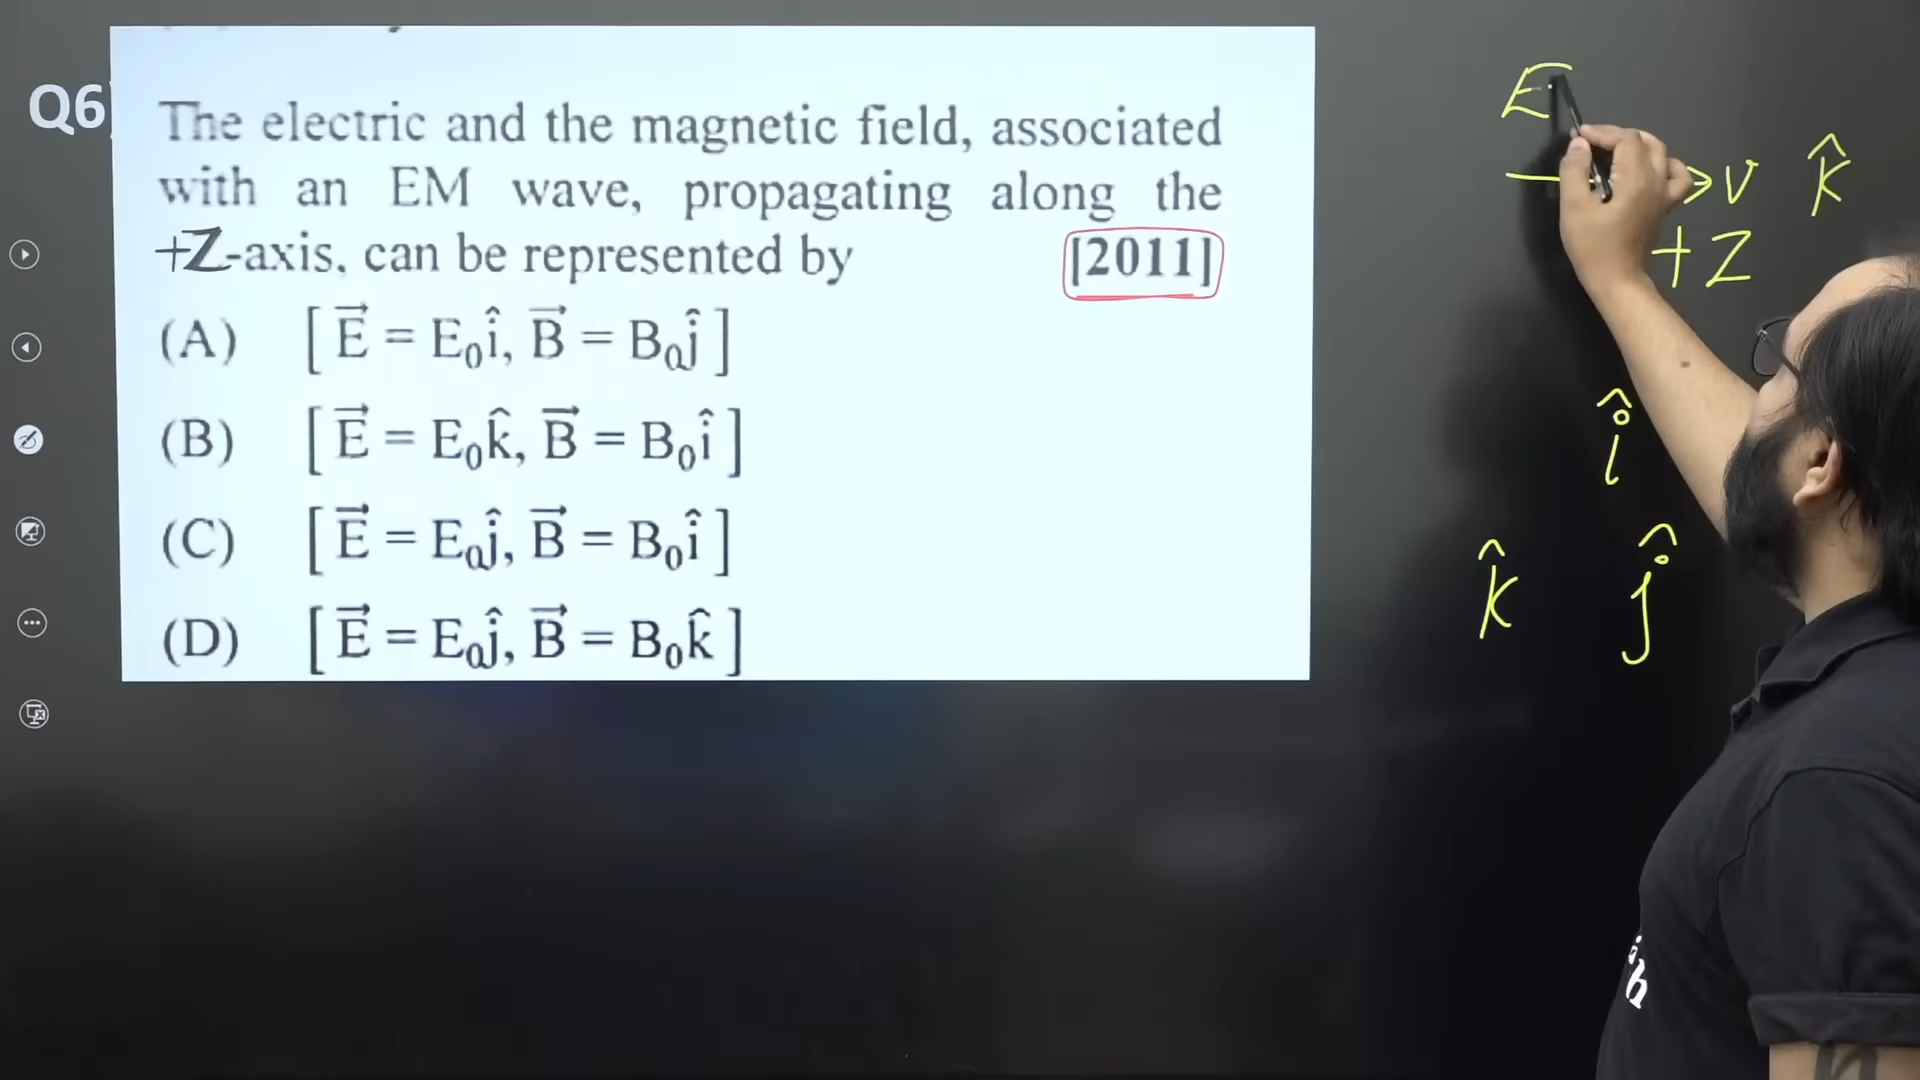 Q6)
The electric and the magnetic field, associated
with an EM wave, propagating along the
+Z-axis, can be represented by [2011]
(A) [ E⃗ = E₀î, B⃗ = B₀ĵ ]
(B) [ E⃗ = E₀k̂, B⃗ = B₀î ]
(C) [ E⃗ = E₀ĵ, B⃗ = B₀î ]
(D) [ E⃗ = E₀ĵ, B⃗ = B₀k̂ ]
E
→ V k̂
+Z
î
k̂ ĵ